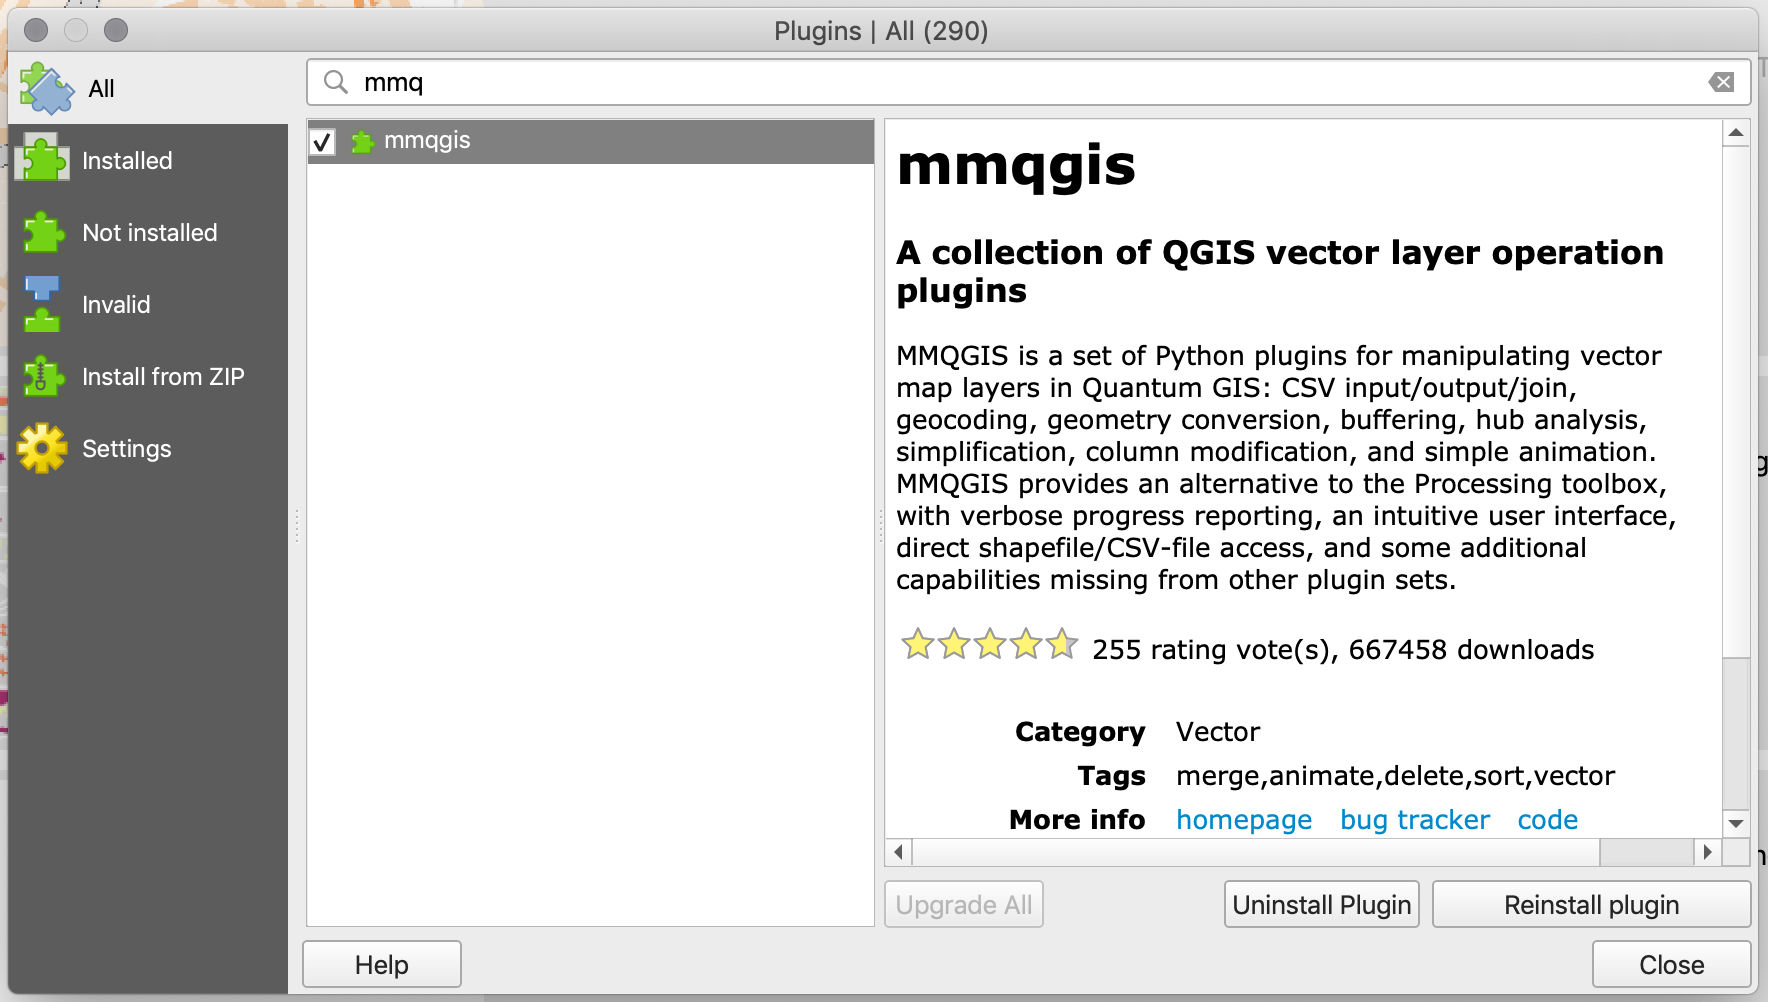 Plugins | All (290)
All
mmq
Installed
Not installed
Invalid
Install from ZIP
Settings
mmqgis
mmqgis
A collection of QGIS vector layer operation
plugins
MMQGIS is a set of Python plugins for manipulating vector
map layers in Quantum GIS: CSV input/output/join,
geocoding, geometry conversion, buffering, hub analysis,
simplification, column modification, and simple animation.
MMQGIS provides an alternative to the Processing toolbox,
with verbose progress reporting, an intuitive user interface,
direct shapefile/CSV-file access, and some additional
capabilities missing from other plugin sets.
255 rating vote(s), 667458 downloads
Category Vector
Tags merge,animate,delete,sort,vector
More info homepage bug tracker code
Upgrade All Uninstall Plugin Reinstall plugin
Help Close